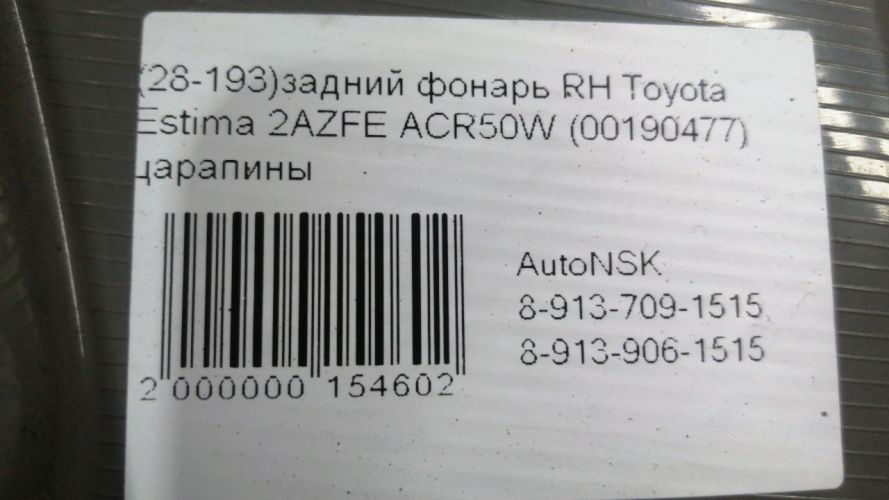 (28-193)задний фонарь RH Toyota
Estima 2AZFE ACR50W (00190477)
царапины
AutoNSK
8-913-709-1515,
8-913-906-1515
2 000000 154602